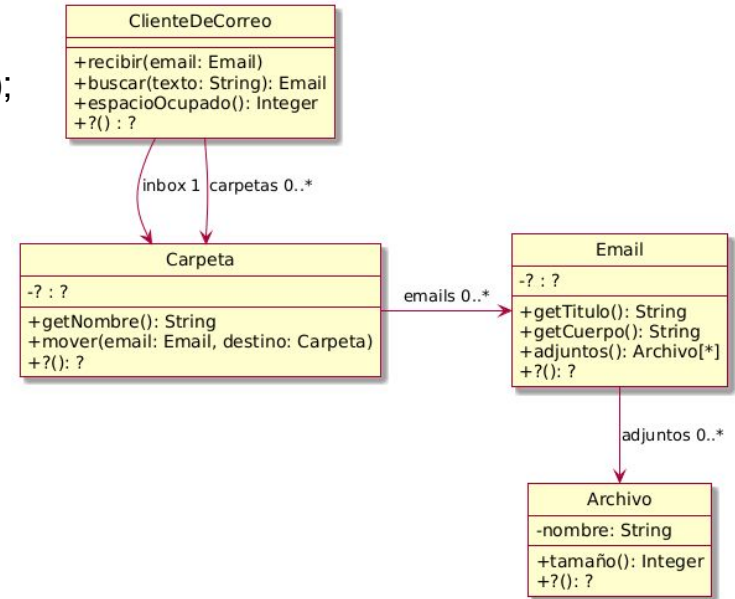 );
ClienteDeCorreo
+recibir(email: Email)
+buscar(texto: String): Email
+espacioOcupado(): Integer
+?() : ?
inbox 1
carpetas 0..*
Carpeta
-? : ?
+getNombre(): String
+mover(email: Email, destino: Carpeta)
+?(): ?
emails 0..*
Email
-? : ?
+getTitulo(): String
+getCuerpo(): String
+adjuntos(): Archivo[*]
+?(): ?
adjuntos 0..*
Archivo
-nombre: String
+tamaño(): Integer
+?(): ?